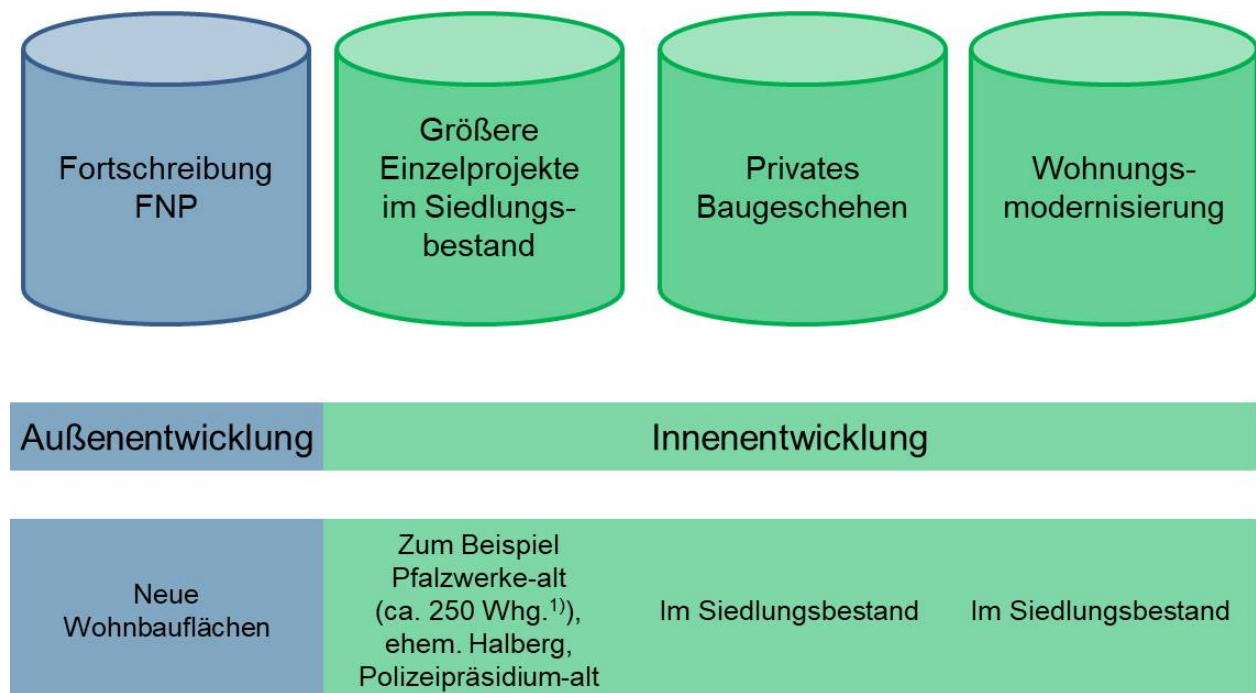 Fortschreibung
FNP
Größere
Einzelprojekte
im Siedlungs-
bestand
Privates
Baugeschehen
Wohnungs-
modernisierung
Außenentwicklung
Innenentwicklung
Neue
Wohnbauflächen
Zum Beispiel
Pfalzwerke-alt
(ca. 250 Whg.¹⁾),
ehem. Halberg,
Polizeipräsidium-alt
Im Siedlungsbestand
Im Siedlungsbestand